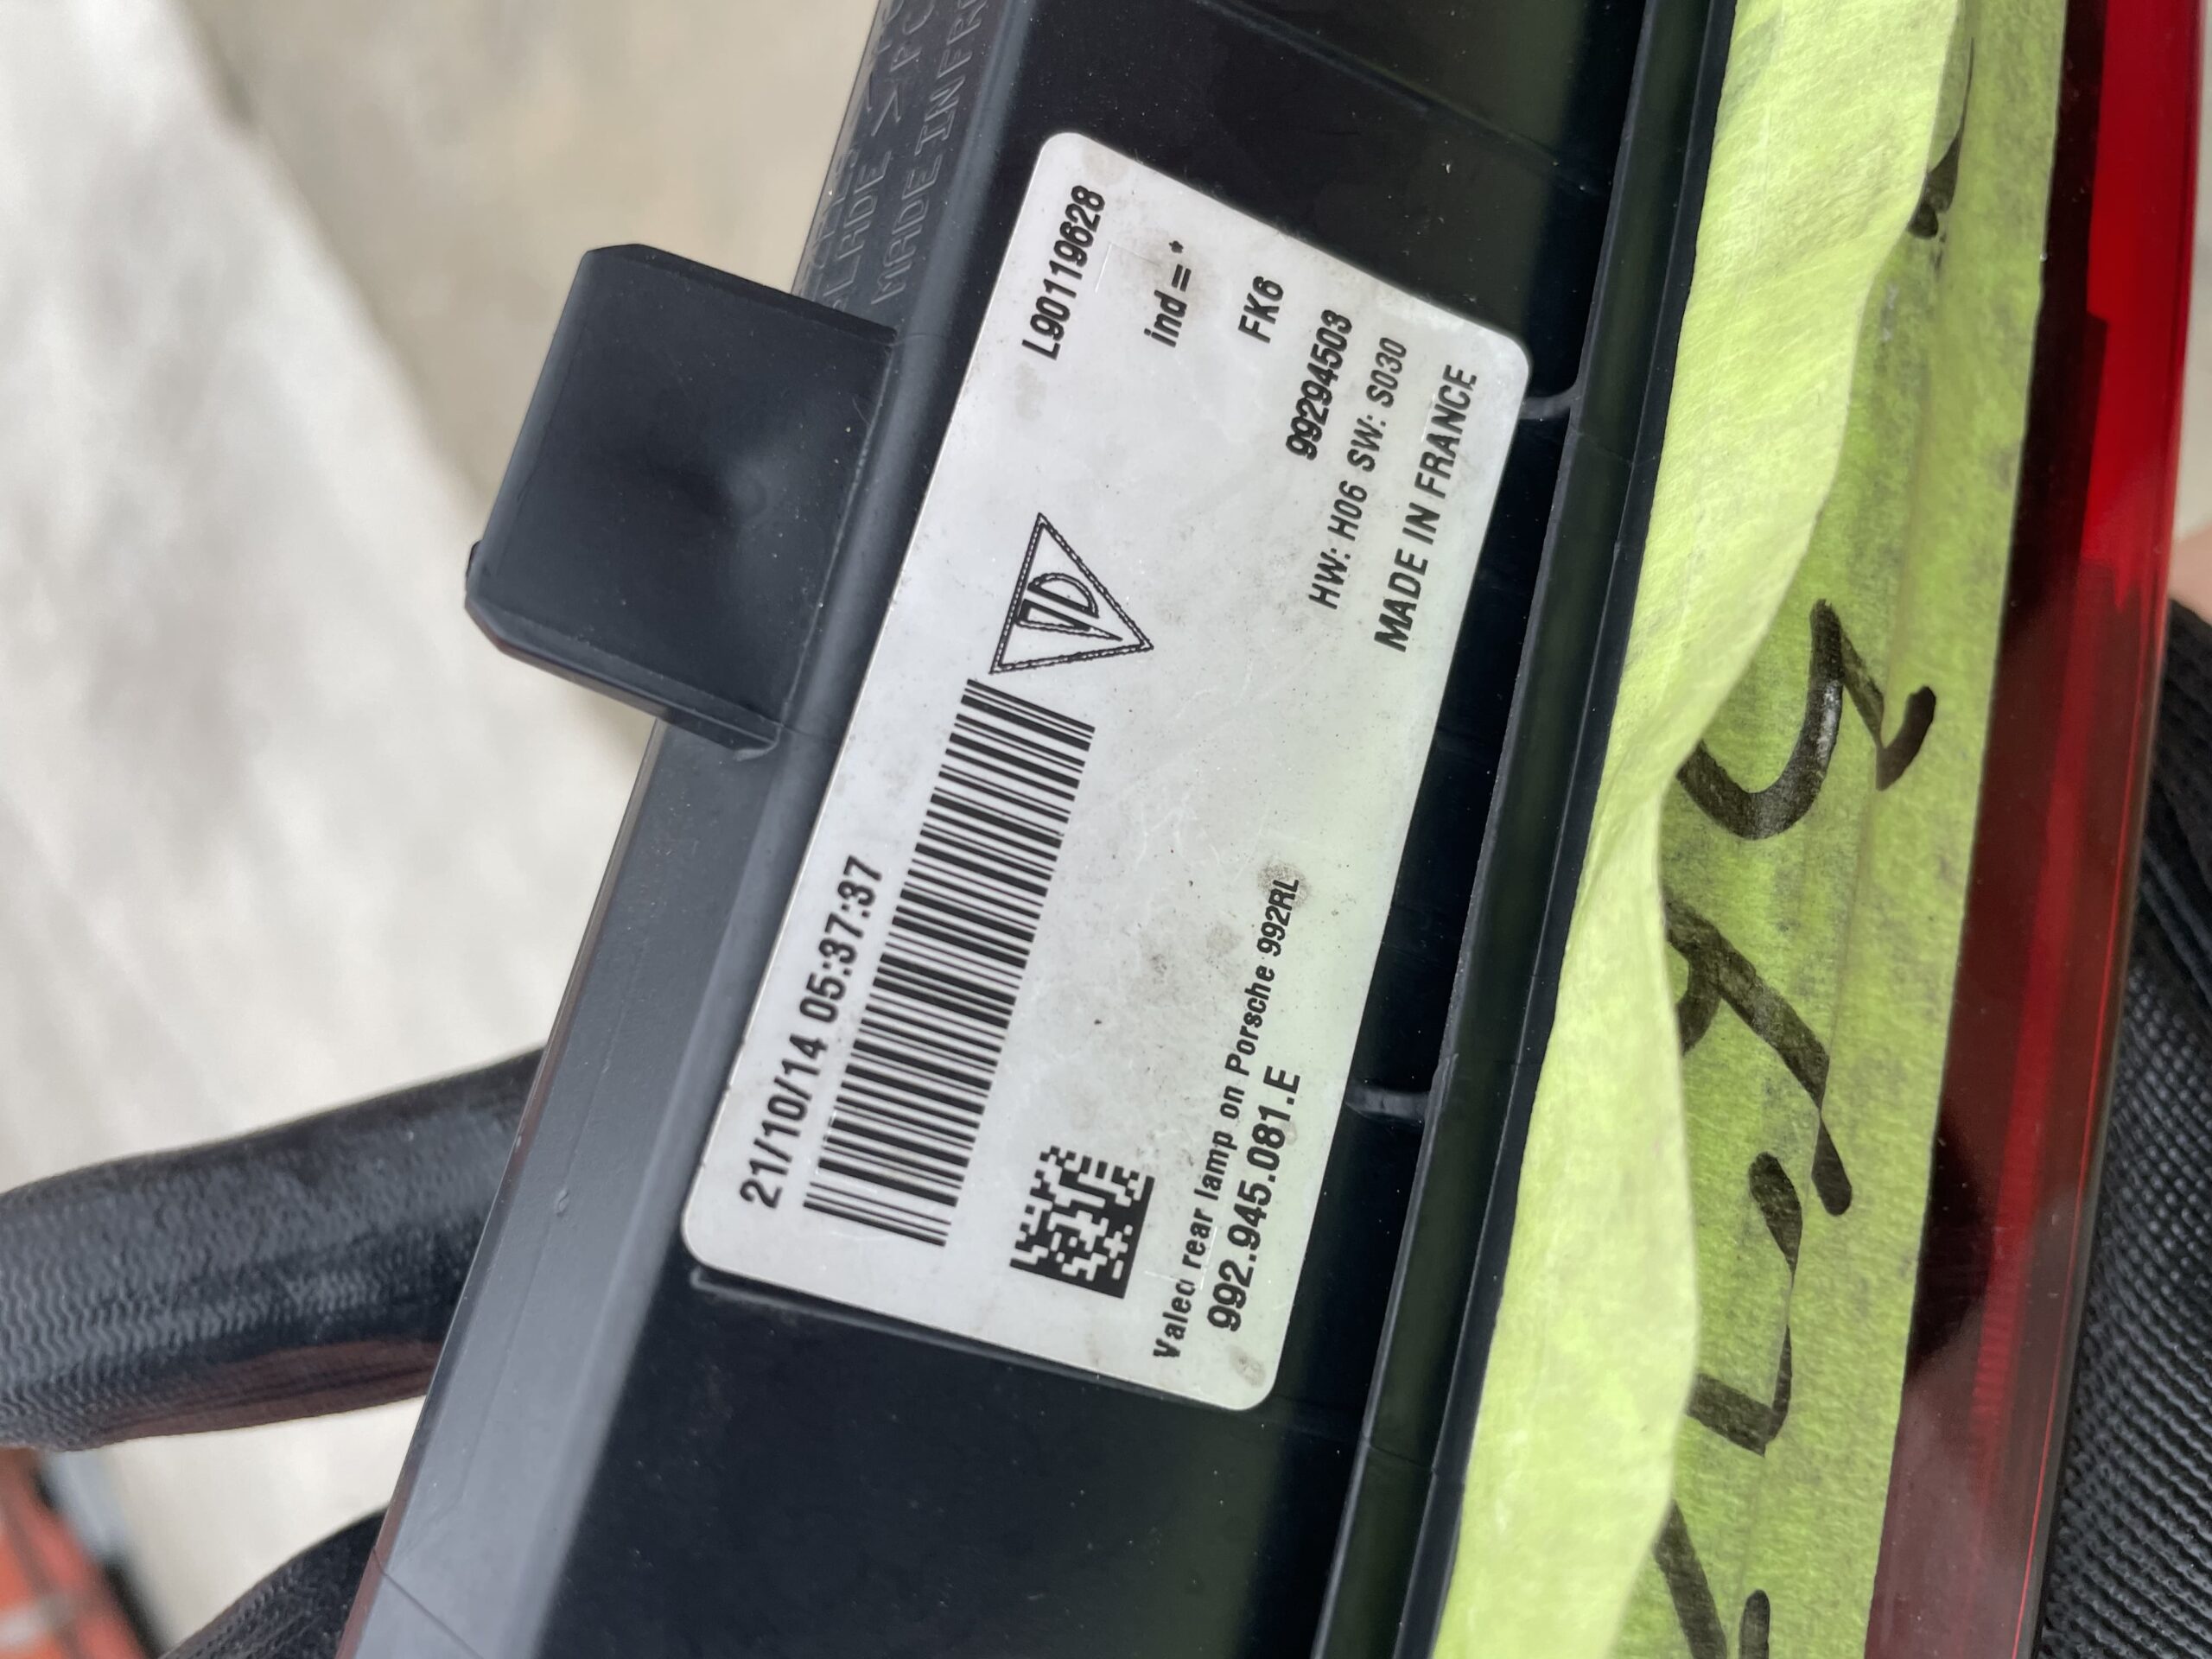 MADE IN FR
21/10/14 05:37:37
L90119628
ind = *
FK6
99294503
HW: H06 SW: S030
MADE IN FRANCE
Valeo rear lamp on Porsche 992RL
992.945.081.E